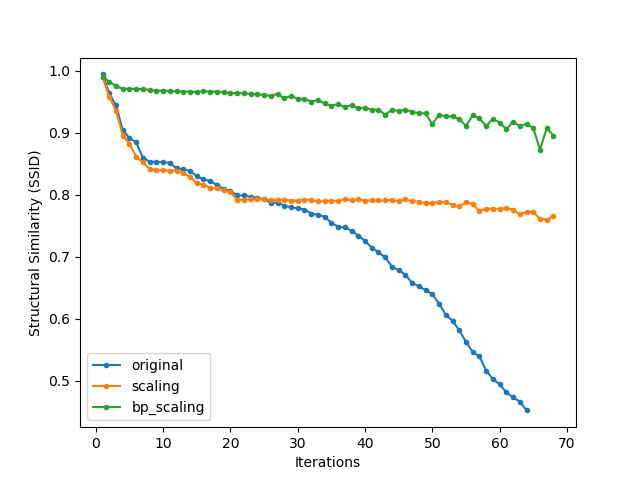 1.0
0.9
0.8
0.7
0.6
0.5
Structural Similarity (SSID)
original
scaling
bp_scaling
0 10 20 30 40 50 60 70
Iterations